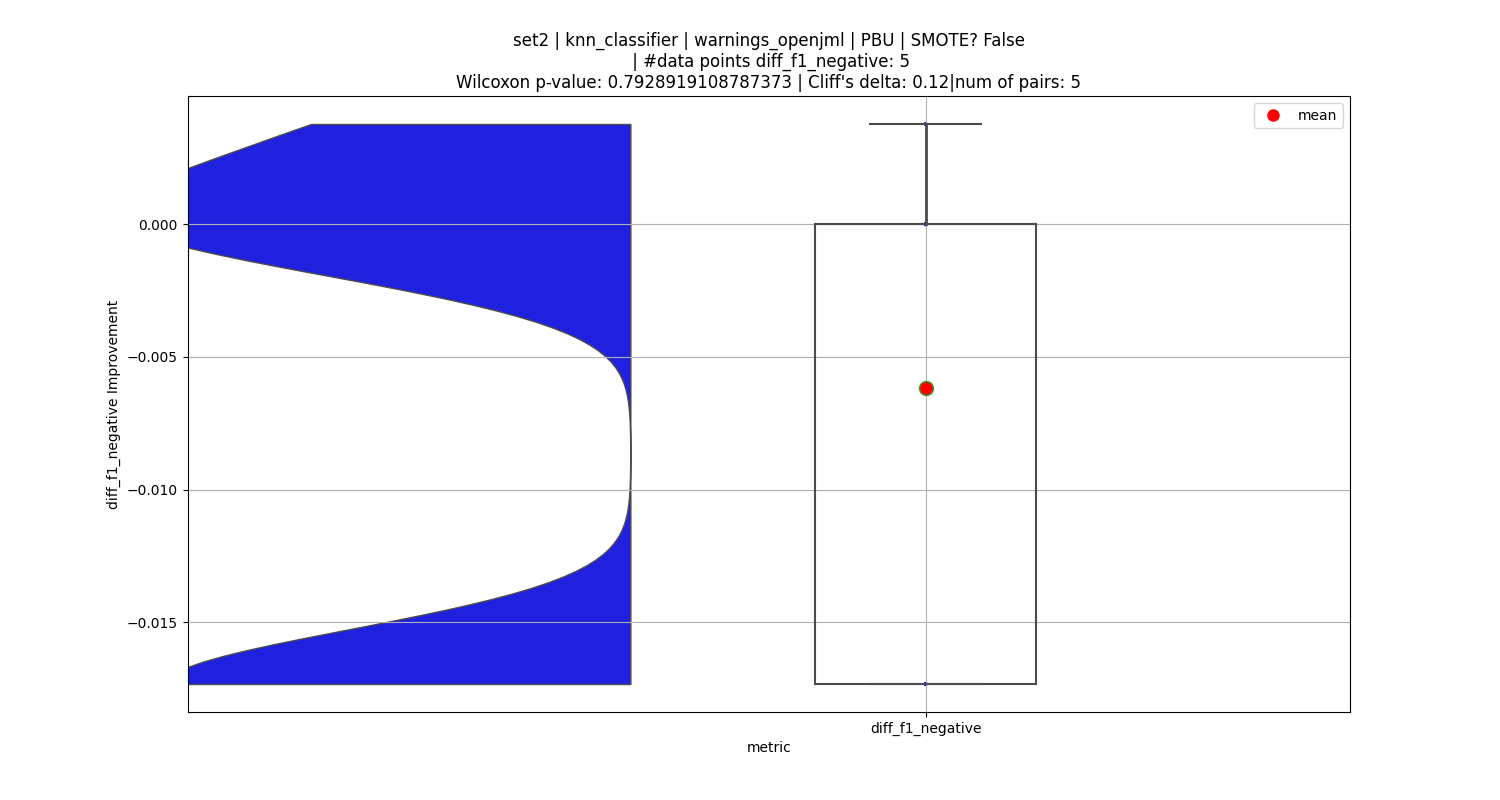 set2 | knn_classifier | warnings_openjml | PBU | SMOTE? False
| #data points diff_f1_negative: 5
Wilcoxon p-value: 0.7928919108787373 | Cliff's delta: 0.12|num of pairs: 5
mean
0.000
−0.005
−0.010
−0.015
diff_f1_negative Improvement
diff_f1_negative
metric